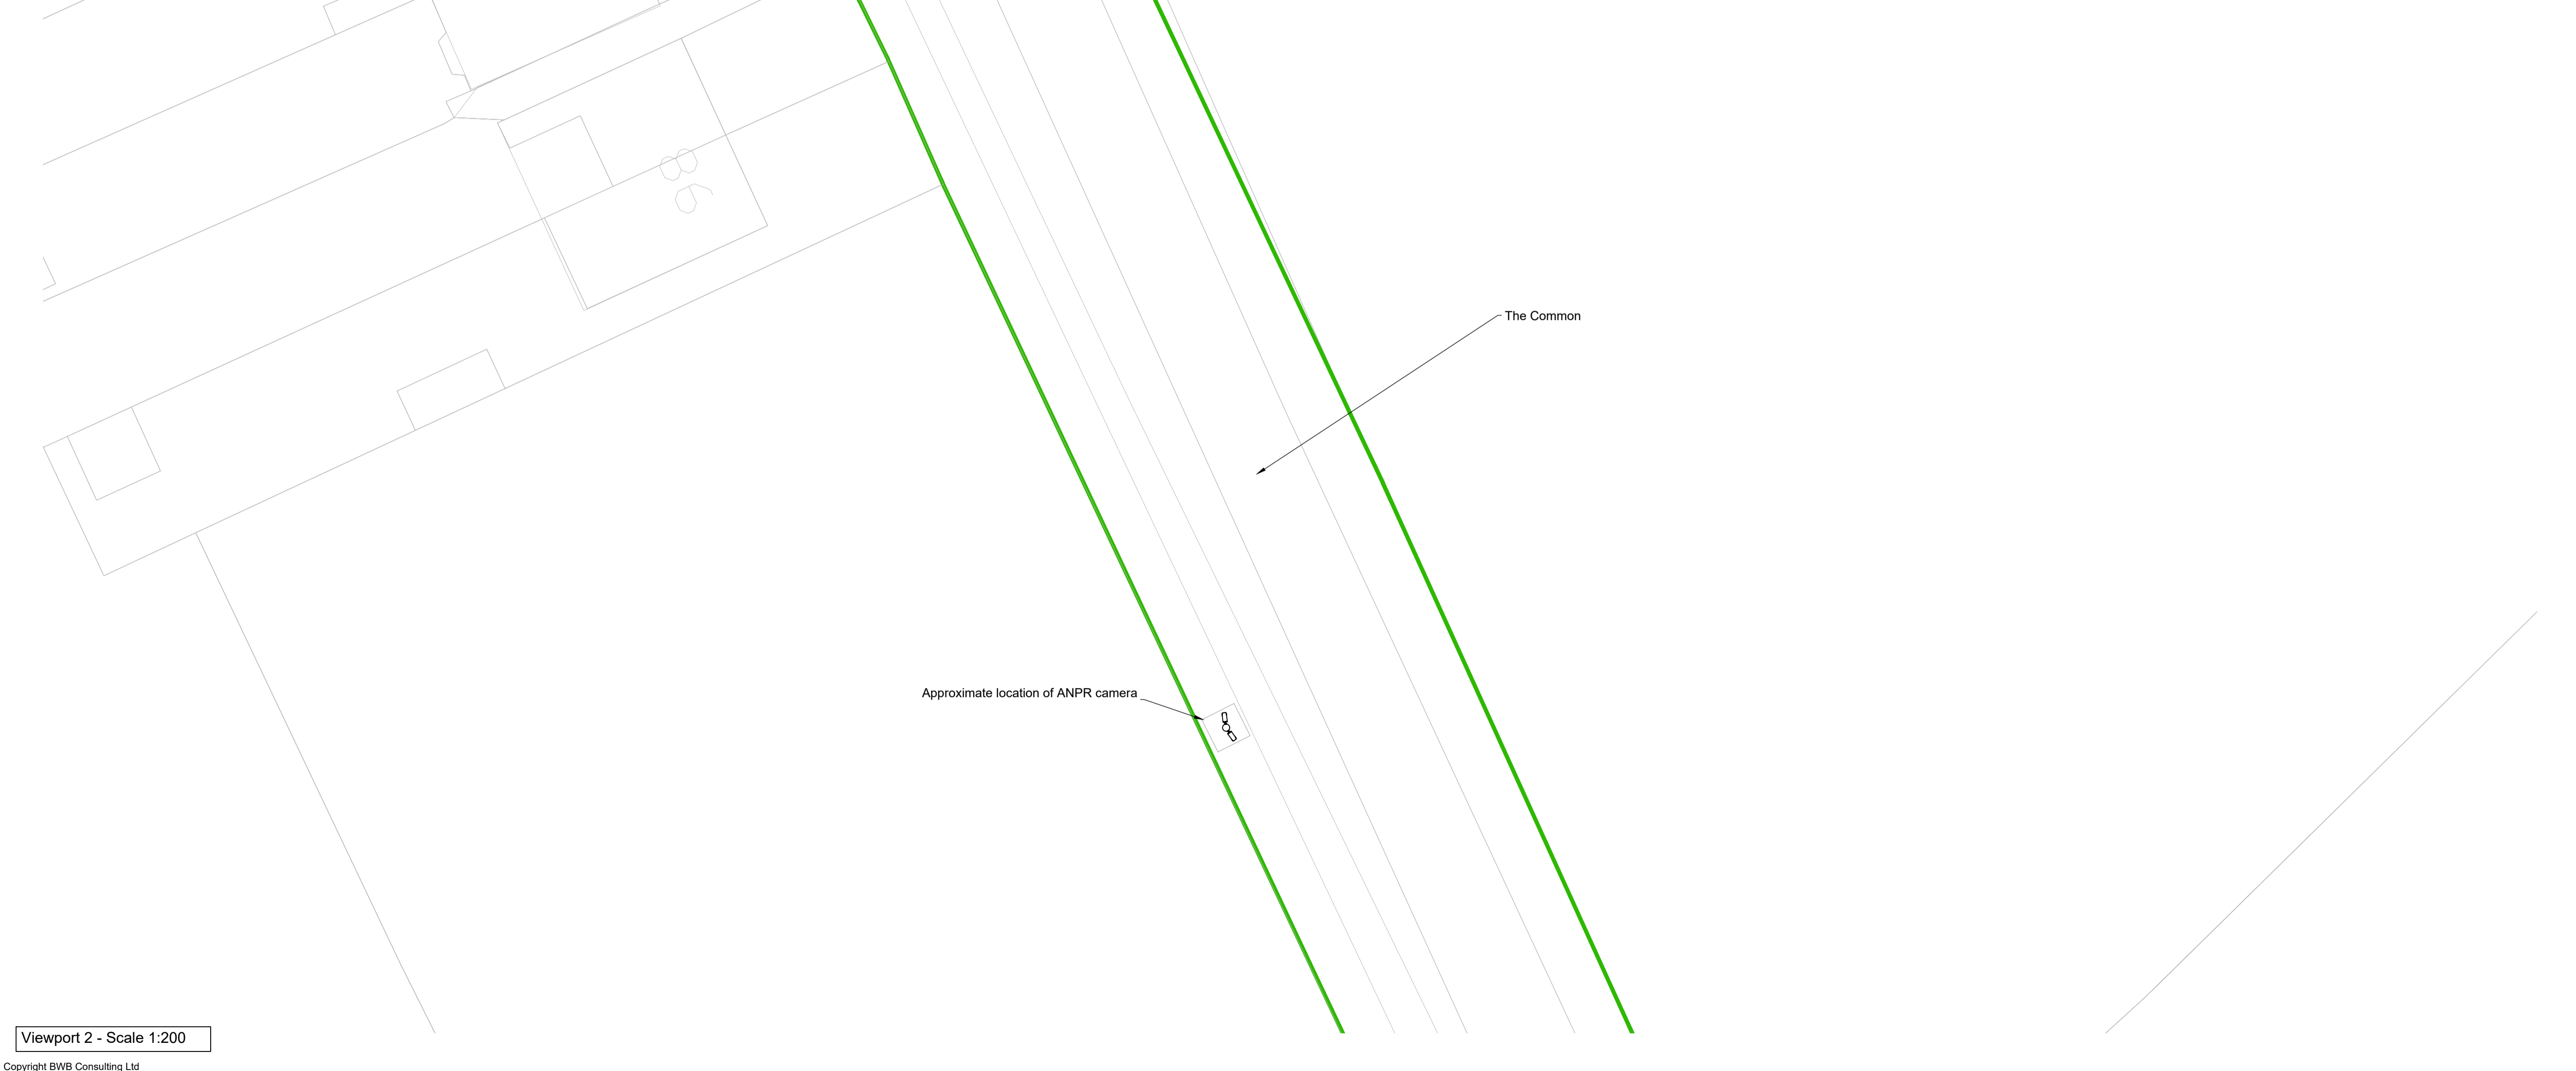 The Common
Approximate location of ANPR camera
Viewport 2 - Scale 1:200
Copyright BWB Consulting Ltd